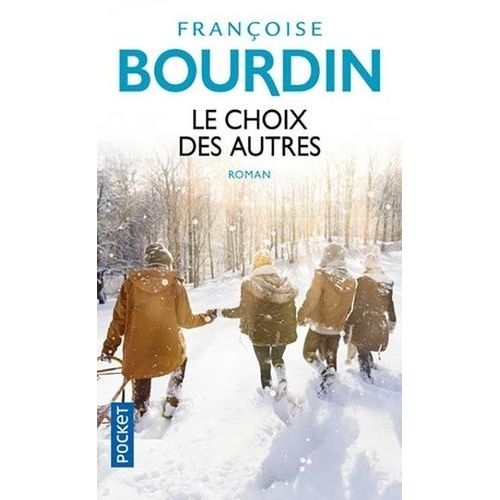 FRANÇOISE
BOURDIN
LE CHOIX
DES AUTRES
ROMAN
POCKET